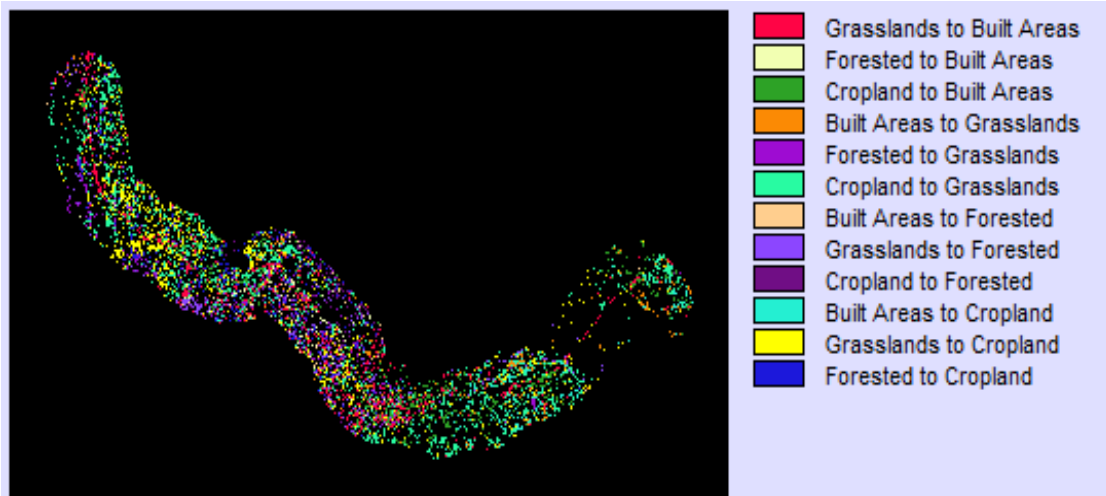 Grasslands to Built Areas
Forested to Built Areas
Cropland to Built Areas
Built Areas to Grasslands
Forested to Grasslands
Cropland to Grasslands
Built Areas to Forested
Grasslands to Forested
Cropland to Forested
Built Areas to Cropland
Grasslands to Cropland
Forested to Cropland